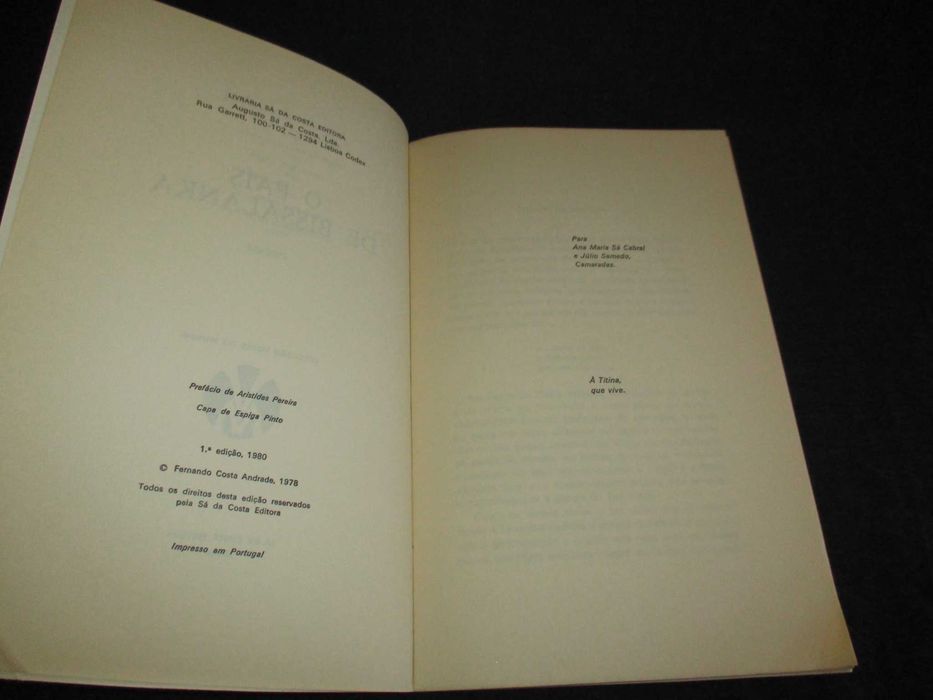 LIVRARIA SÁ DA COSTA EDITORA
Augusto Sá da Costa, Lda.
Rua Garrett, 100-102 — 1294 Lisboa Codex
O PAÍS
DE BISSALANKA
Prefácio de Aristides Pereira
Capa de Espiga Pinto
1.ª edição, 1980
© Fernando Costa Andrade, 1978
Todos os direitos desta edição reservados
pela Sá da Costa Editora
Impresso em Portugal
Para
Ana Maria Sá Cabral
e Júlio Semedo,
Camaradas.
À Titina,
que vive.